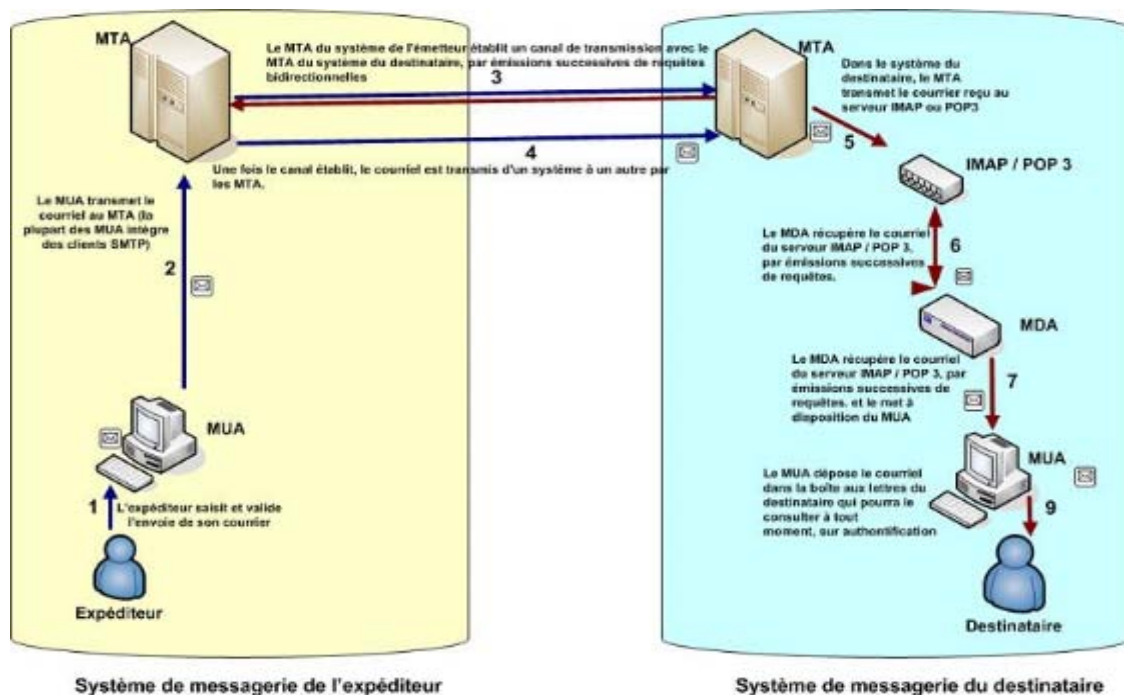 MTA
Le MTA du système de l'émetteur établit un canal de transmission avec le
MTA du système du destinataire, par émissions successives de requêtes
bidirectionnelles
3
MTA
Dans le système du
destinataire, le MTA
transmet le courrier reçu au
serveur IMAP ou POP3
5
4
Une fois le canal établit, le courriel est transmis d'un système à un autre par
les MTA.
IMAP / POP 3
Le MUA transmet le
courriel au MTA (la
plupart des MUA intègre
des clients SMTP)
2
Le MDA récupère le courriel
du serveur IMAP / POP 3,
par émissions successives
de requêtes.
6
MDA
Le MDA récupère le courriel
du serveur IMAP / POP 3, par
émissions successives de
requêtes. et le met à
disposition du MUA
7
MUA
MUA
Le MUA dépose le courriel
dans la boîte aux lettres du
destinataire qui pourra le
consulter à tout
moment, sur authentification
9
1
L'expéditeur saisit et valide
l'envoie de son courrier
Expéditeur
Destinataire
Système de messagerie de l'expéditeur
Système de messagerie du destinataire